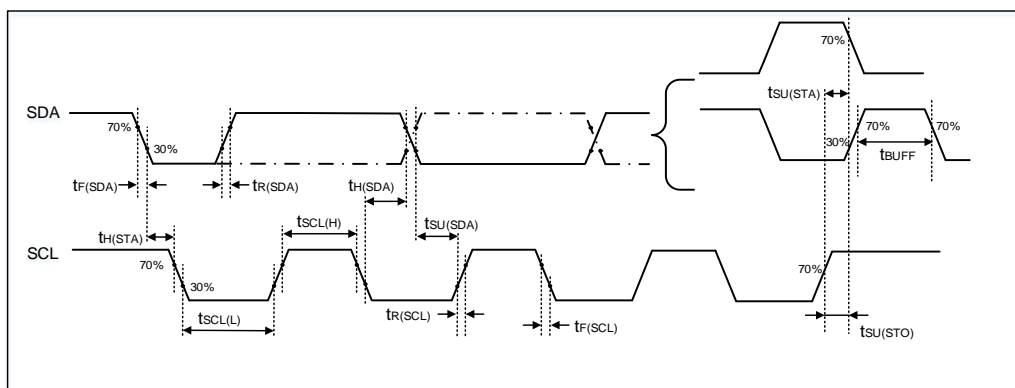 70%
tSU(STA)
SDA
70%
30%
30%
70%
70%
tBUFF
tF(SDA)
tR(SDA)
tH(SDA)
tSCL(H)
tSU(SDA)
tH(STA)
SCL
70%
30%
70%
tSCL(L)
tR(SCL)
tF(SCL)
tSU(STO)